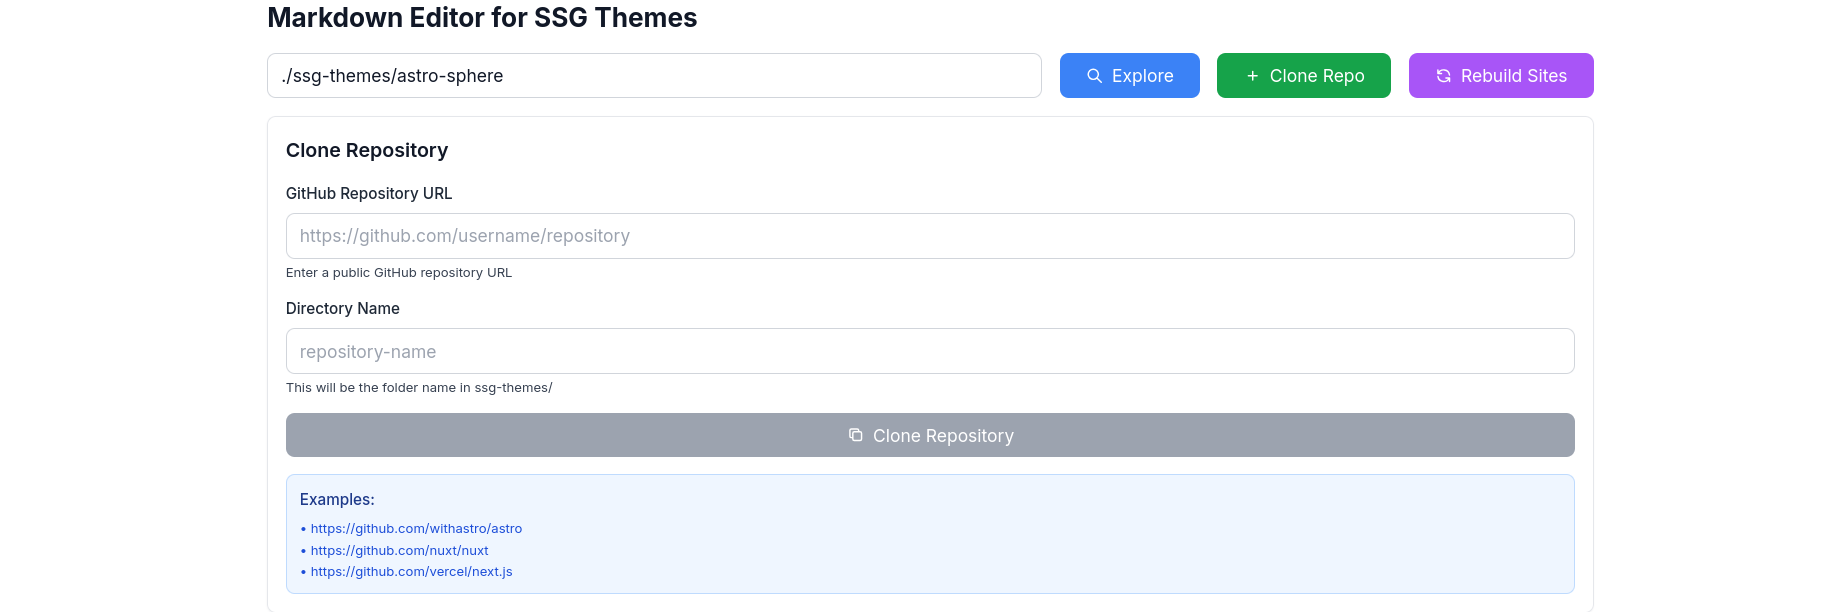 Markdown Editor for SSG Themes
./ssg-themes/astro-sphere
Explore
+ Clone Repo
Rebuild Sites
Clone Repository
GitHub Repository URL
https://github.com/username/repository
Enter a public GitHub repository URL
Directory Name
repository-name
This will be the folder name in ssg-themes/
Clone Repository
Examples:
• https://github.com/withastro/astro
• https://github.com/nuxt/nuxt
• https://github.com/vercel/next.js